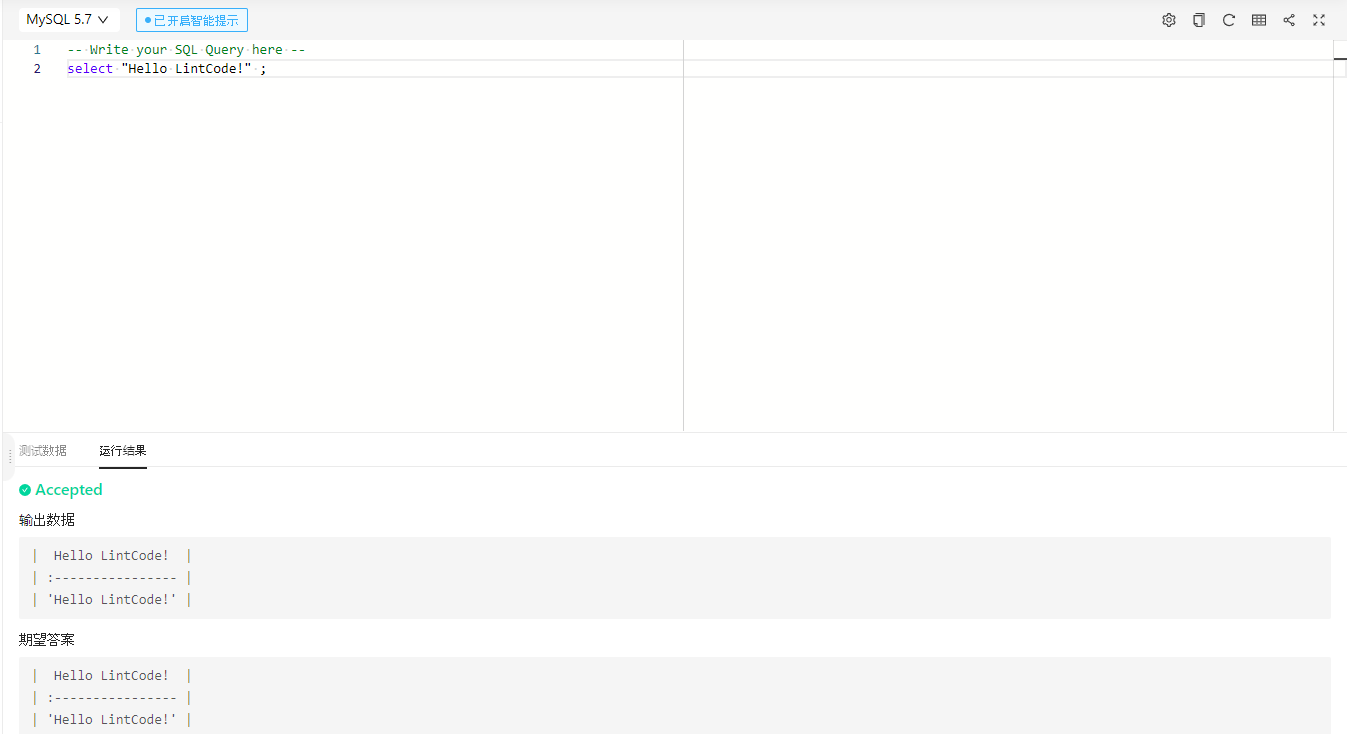 MySQL 5.7
已开启智能提示
1 -- Write your SQL Query here --
2 select "Hello LintCode!" ;
测试数据 运行结果
Accepted
输出数据
|  Hello LintCode!  |
| :---------------- |
| 'Hello LintCode!' |
期望答案
|  Hello LintCode!  |
| :---------------- |
| 'Hello LintCode!' |